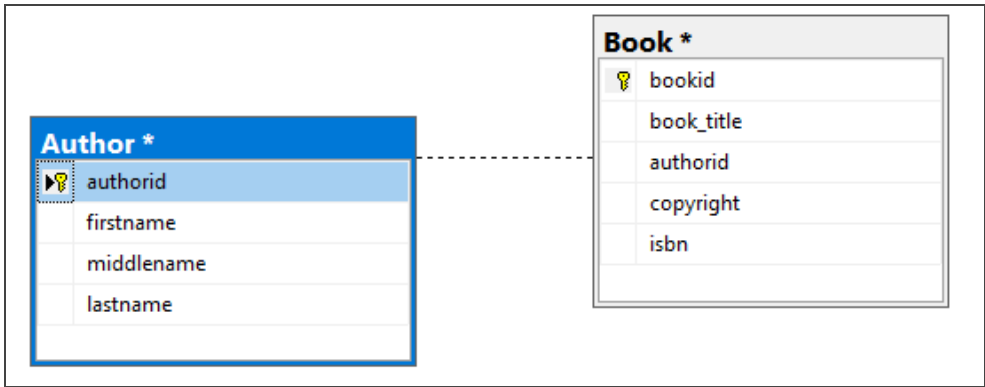 Author *
authorid
firstname
middlename
lastname
Book *
bookid
book_title
authorid
copyright
isbn